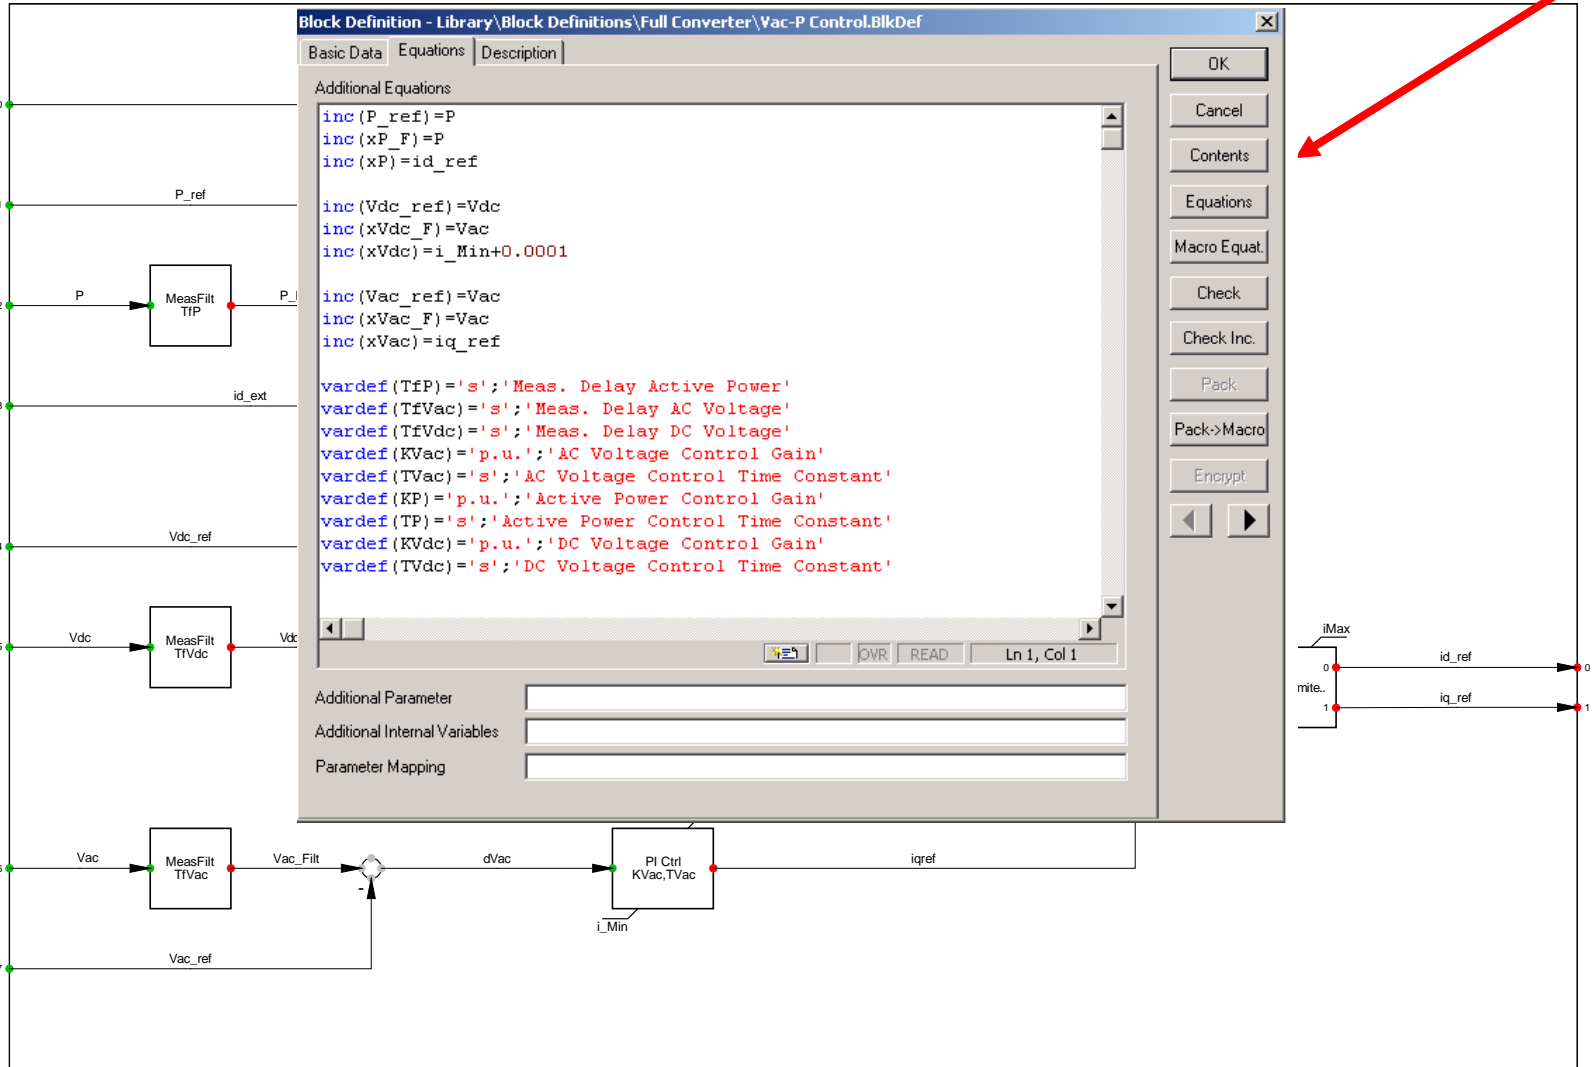 Block Definition - Library\Block Definitions\Full Converter\Vac-P Control.BlkDef
Basic Data Equations Description
Additional Equations
inc(P_ref)=P
inc(xP_F)=P
inc(xP)=id_ref
inc(Vdc_ref)=Vdc
inc(xVdc_F)=Vac
inc(xVdc)=i_Min+0.0001
inc(Vac_ref)=Vac
inc(xVac_F)=Vac
inc(xVac)=iq_ref
vardef(TfP)='s';'Meas. Delay Active Power'
vardef(TfVac)='s';'Meas. Delay AC Voltage'
vardef(TfVdc)='s';'Meas. Delay DC Voltage'
vardef(KVac)='p.u.';'AC Voltage Control Gain'
vardef(TVac)='s';'AC Voltage Control Time Constant'
vardef(KP)='p.u.';'Active Power Control Gain'
vardef(TP)='s';'Active Power Control Time Constant'
vardef(KVdc)='p.u.';'DC Voltage Control Gain'
vardef(TVdc)='s';'DC Voltage Control Time Constant'
OVR READ Ln 1, Col 1
Additional Parameter
Additional Internal Variables
Parameter Mapping
OK
Cancel
Contents
Equations
Macro Equat.
Check
Check Inc.
Pack
Pack->Macro
Encrypt
P_ref
P
MeasFilt
TfP
id_ext
Vdc_ref
Vdc
MeasFilt
TfVdc
iMax
0
1
id_ref
0
iq_ref
1
Vac
MeasFilt
TfVac
Vac_Filt
-
dVac
PI Ctrl
KVac,TVac
i_Min
iqref
Vac_ref